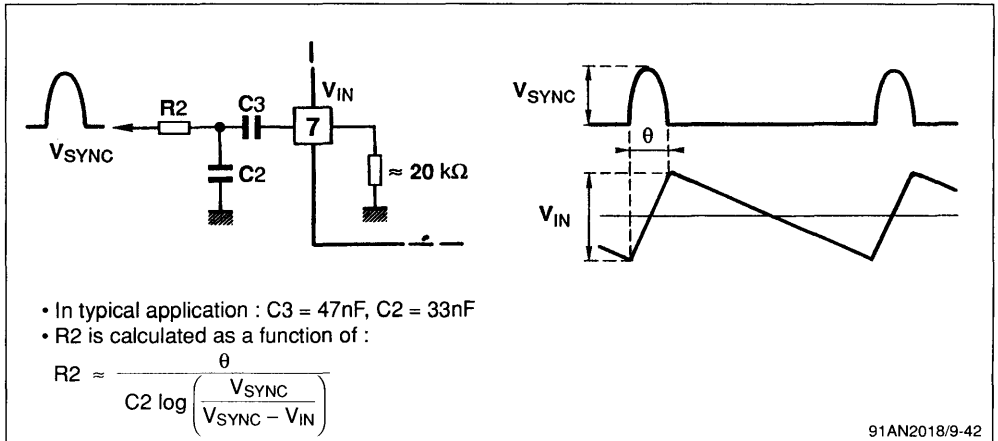 V_SYNC
R2
C3
C2
V_IN
7
≈ 20 kΩ
V_SYNC
θ
V_IN
• In typical application : C3 = 47nF, C2 = 33nF
• R2 is calculated as a function of :
R2 ≈ θ / (C2 log (V_SYNC / (V_SYNC − V_IN)))
91AN2018/9-42